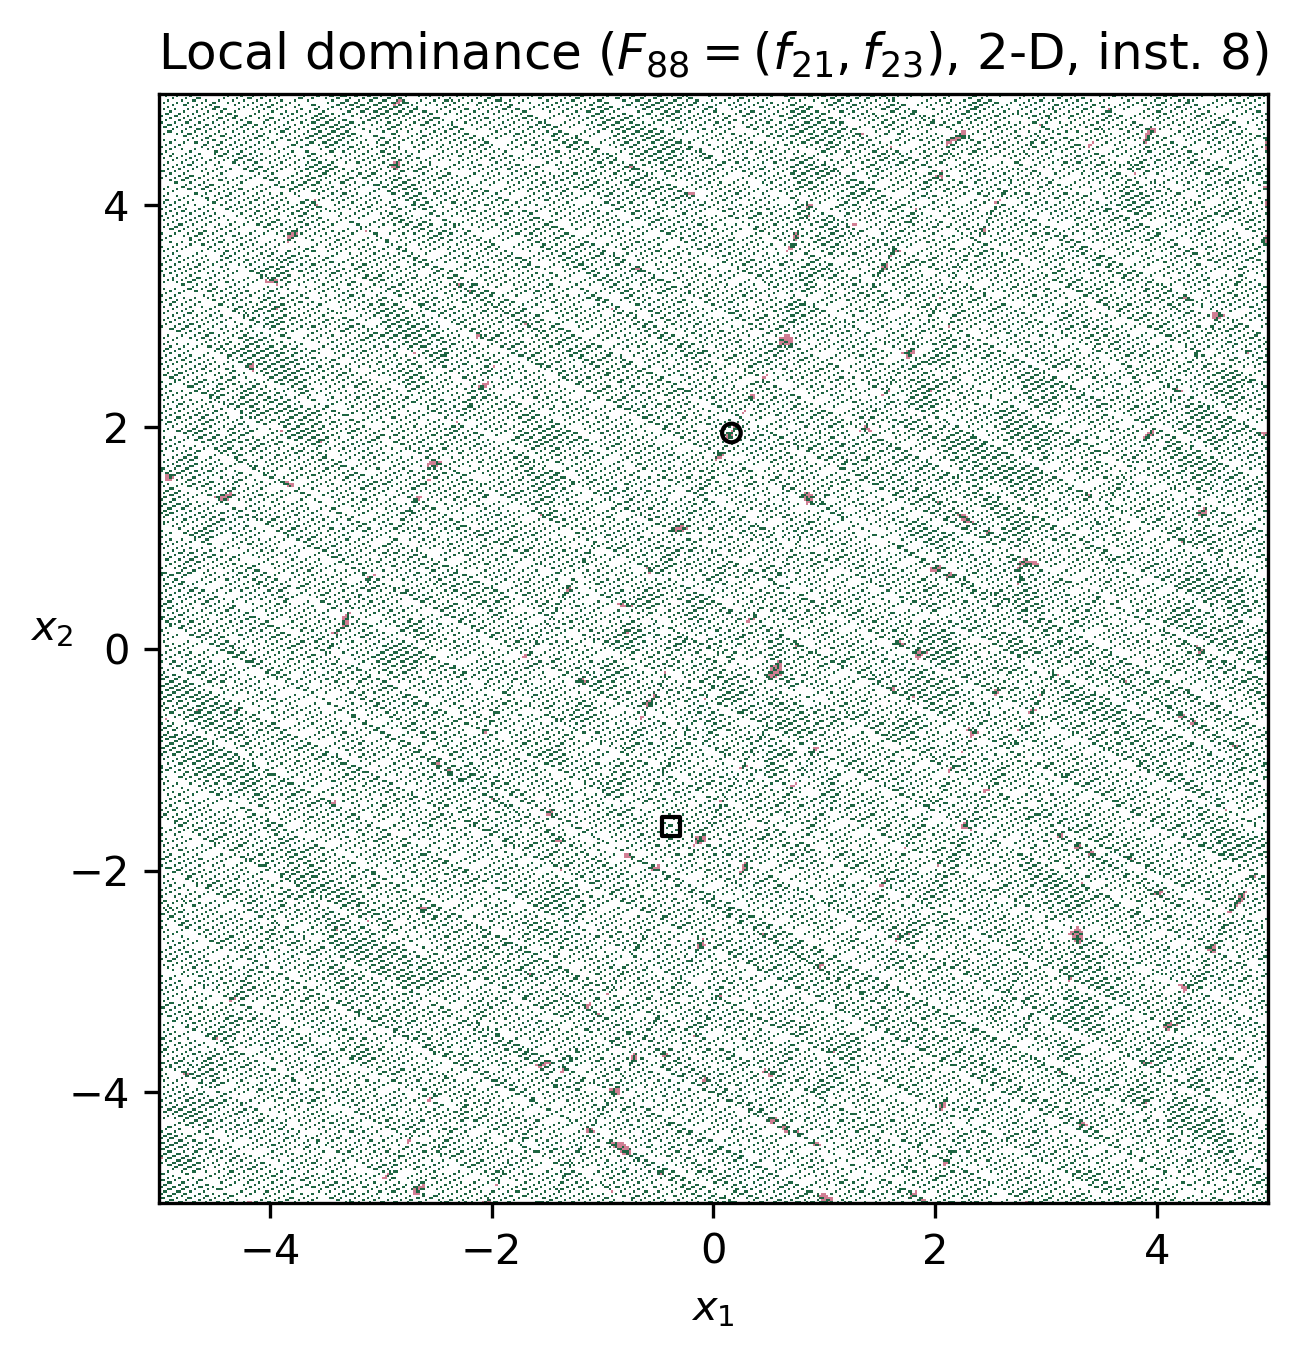 Local dominance (F₈₈ = (f₂₁, f₂₃), 2-D, inst. 8)
4
2
0
−2
−4
x₂
−4 −2 0 2 4
x₁